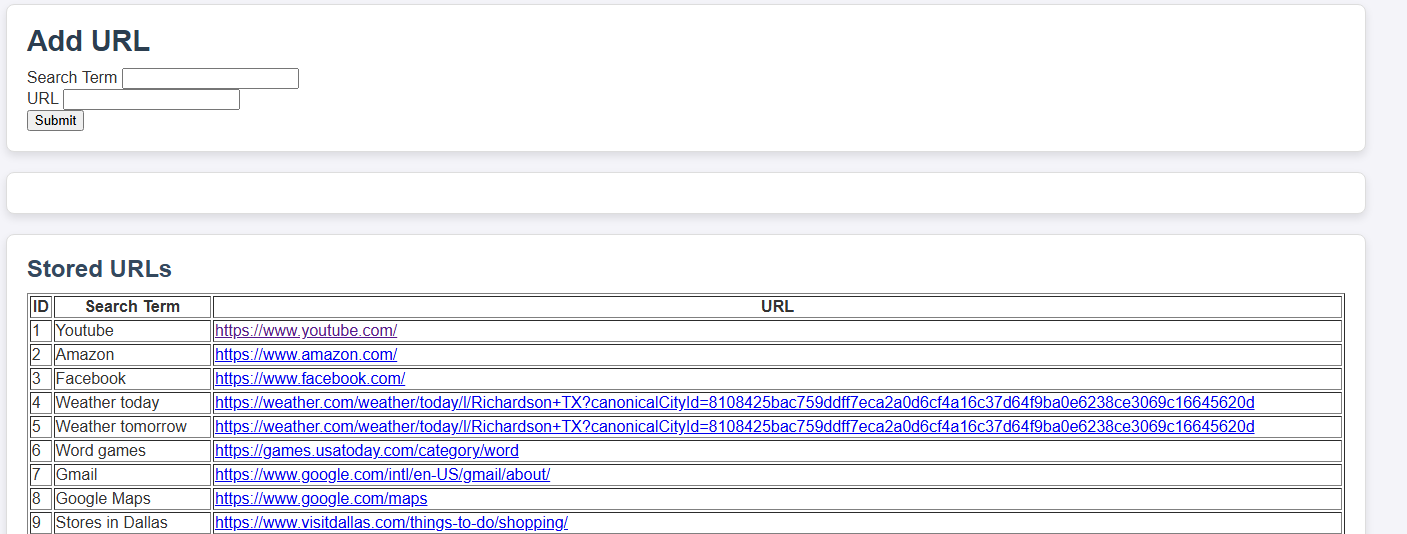 Add URL
Search Term
URL
Submit
Stored URLs
ID Search Term URL
1 Youtube https://www.youtube.com/
2 Amazon https://www.amazon.com/
3 Facebook https://www.facebook.com/
4 Weather today https://weather.com/weather/today/l/Richardson+TX?canonicalCityId=8108425bac759ddff7eca2a0d6cf4a16c37d64f9ba0e6238ce3069c16645620d
5 Weather tomorrow https://weather.com/weather/today/l/Richardson+TX?canonicalCityId=8108425bac759ddff7eca2a0d6cf4a16c37d64f9ba0e6238ce3069c16645620d
6 Word games https://games.usatoday.com/category/word
7 Gmail https://www.google.com/intl/en-US/gmail/about/
8 Google Maps https://www.google.com/maps
9 Stores in Dallas https://www.visitdallas.com/things-to-do/shopping/